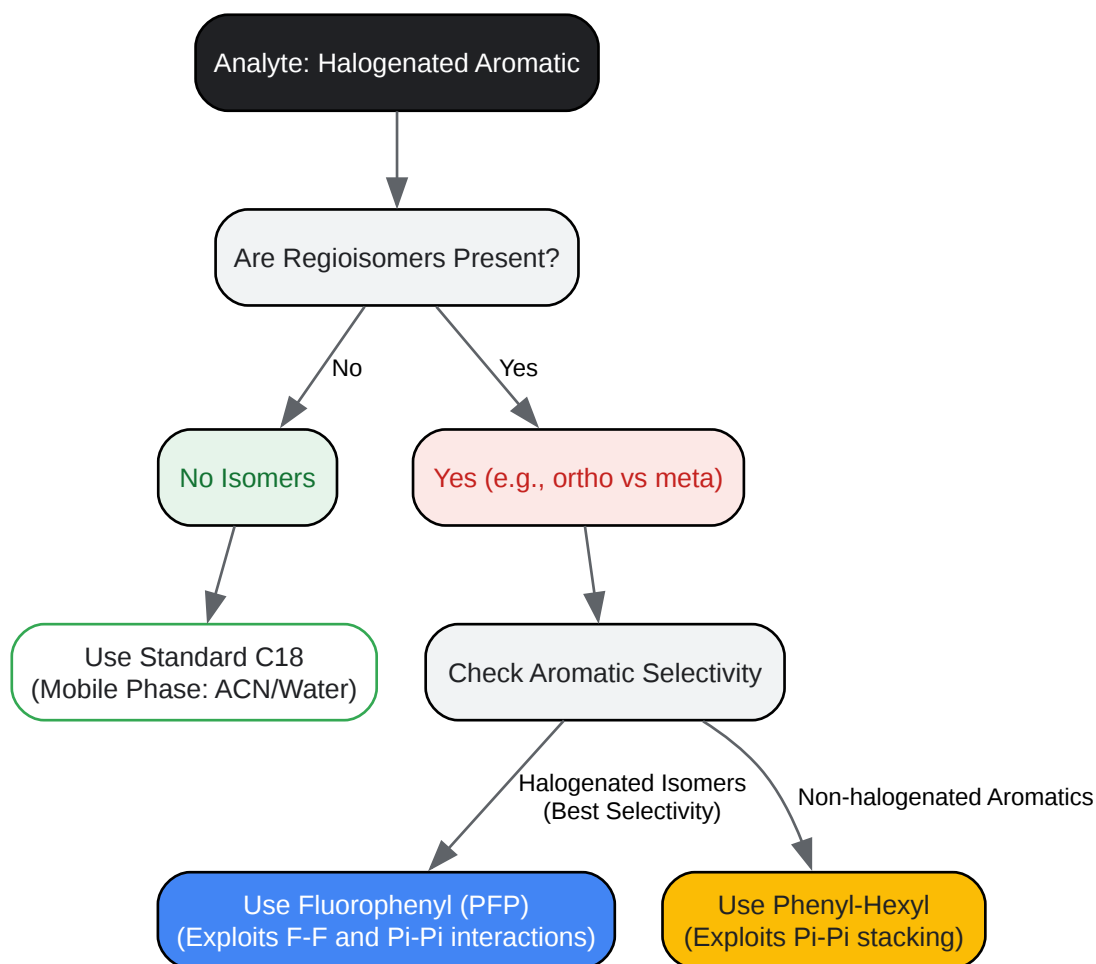 Analyte: Halogenated Aromatic
Are Regioisomers Present?
No
Yes
No Isomers
Yes (e.g., ortho vs meta)
Use Standard C18
(Mobile Phase: ACN/Water)
Check Aromatic Selectivity
Halogenated Isomers
(Best Selectivity)
Non-halogenated Aromatics
Use Fluorophenyl (PFP)
(Exploits F-F and Pi-Pi interactions)
Use Phenyl-Hexyl
(Exploits Pi-Pi stacking)